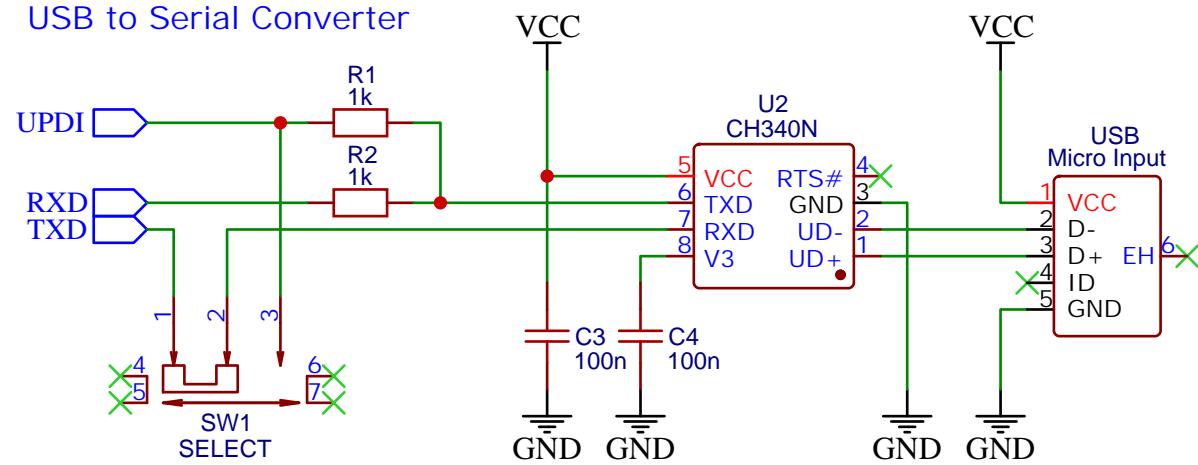 USB to Serial Converter
VCC
VCC
R1
1k
UPDI
U2
CH340N
USB
Micro Input
R2
1k
5 VCC RTS# 4
6 TXD GND 3
7 RXD UD- 2
8 V3 UD+ 1
RXD
TXD
1 VCC
2 D-
3 D+ EH 6
4 ID
5 GND
1 2 3
C3
100n
C4
100n
4 6
5 7
SW1
SELECT
GND GND GND GND